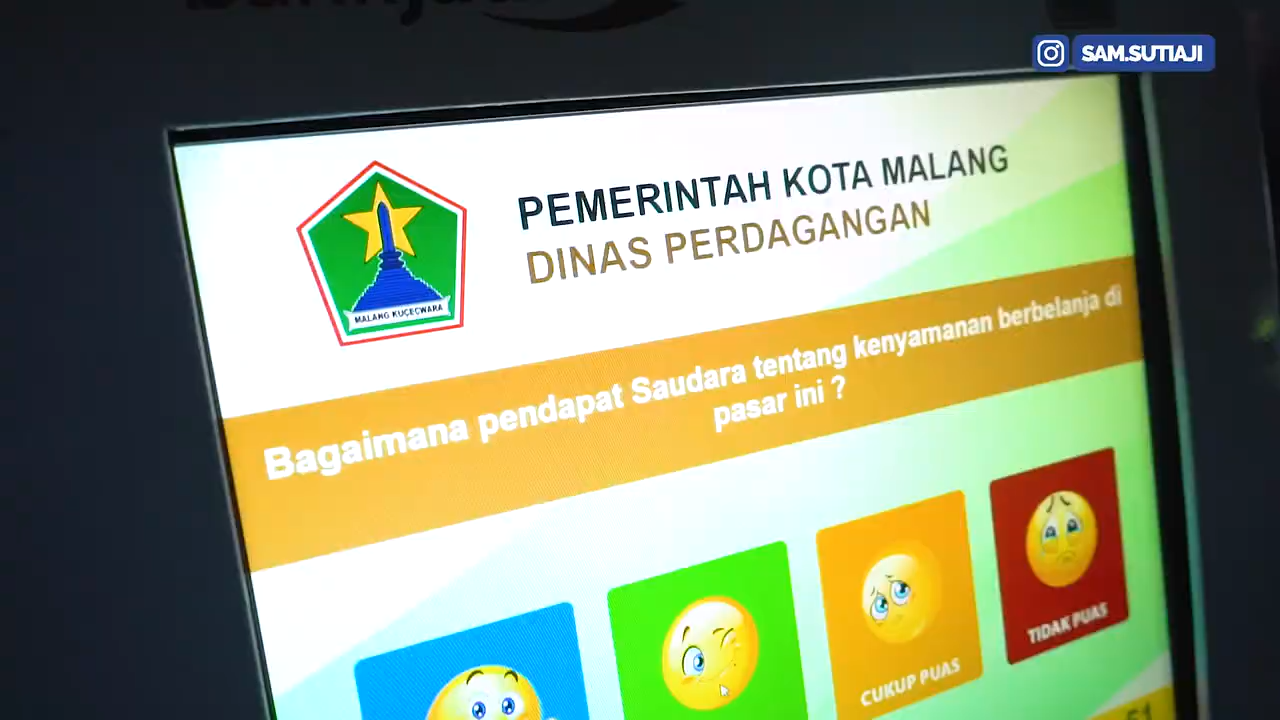 SAM.SUTIAJI
PEMERINTAH KOTA MALANG
DINAS PERDAGANGAN
MALANG KUCECWARA
Bagaimana pendapat Saudara tentang kenyamanan berbelanja di
pasar ini ?
CUKUP PUAS
TIDAK PUAS